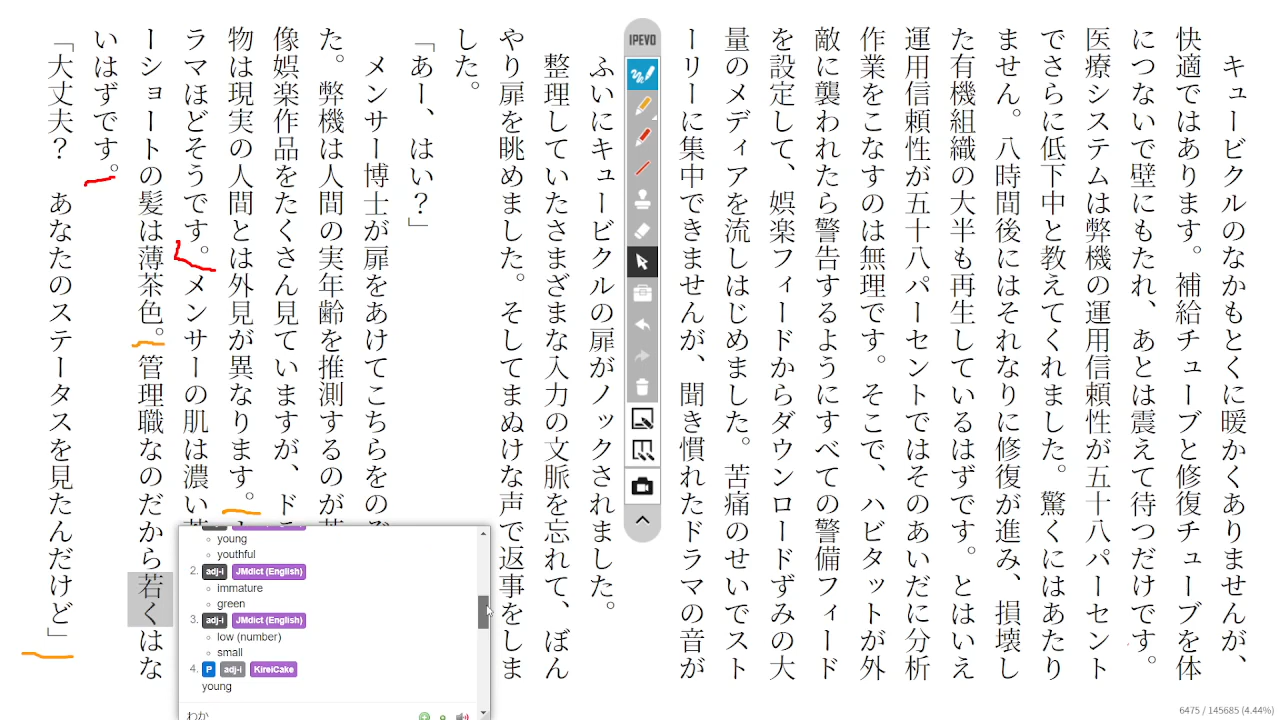 キュービクルのなかもとくに暖かくありませんが、
快適ではあります。補給チューブと修復チューブを体
につないで壁にもたれ、あとは震えて待つだけです。
医療システムは弊機の運用信頼性が五十八パーセント
でさらに低下中と教えてくれました。驚くにはあたり
ません。八時間後にはそれなりに修復が進み、損壊し
た有機組織の大半も再生しているはずです。とはいえ
運用信頼性が五十八パーセントではそのあいだに分析
作業をこなすのは無理です。そこで、ハビタットが外
敵に襲われたら警告するようにすべての警備フィード
を設定して、娯楽フィードからダウンロードずみの大
量のメディアを流しはじめました。苦痛のせいでスト
ーリーに集中できませんが、聞き慣れたドラマの音が
IPEVO
ふいにキュービクルの扉がノックされました。
整理していたさまざまな入力の文脈を忘れて、ぼん
やり扉を眺めました。そしてまぬけな声で返事をしま
した。
「あー、はい？」
メンサー博士が扉をあけてこちらをのぞ
た。弊機は人間の実年齢を推測するのが
像娯楽作品をたくさん見ていますが、ド
物は現実の人間とは外見が異なります。
ラマほどそうです。メンサーの肌は濃い
ーショートの髪は薄茶色。管理職なのだから若くはな
いはずです。
「大丈夫？　あなたのステータスを見たんだけど」
young
youthful
2. adj-i JMdict (English)
immature
green
3. adj-i JMdict (English)
low (number)
small
4. P adj-i KireiCake
young
わか
6475 / 145685 (4.44%)